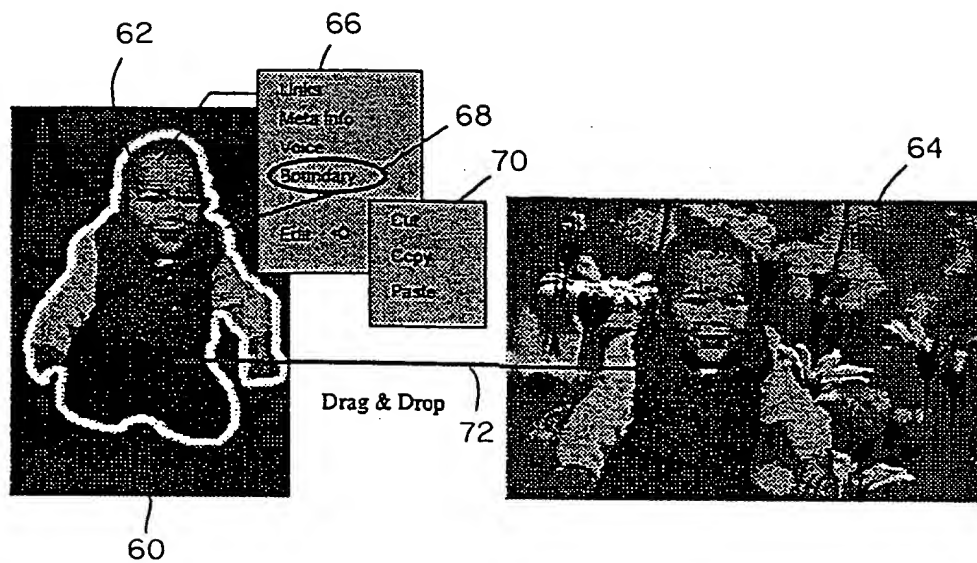 62
66
Links
Meta Info
Voice
Boundary
68
70
64
Edit
Cut
Copy
Paste
Drag & Drop
72
60